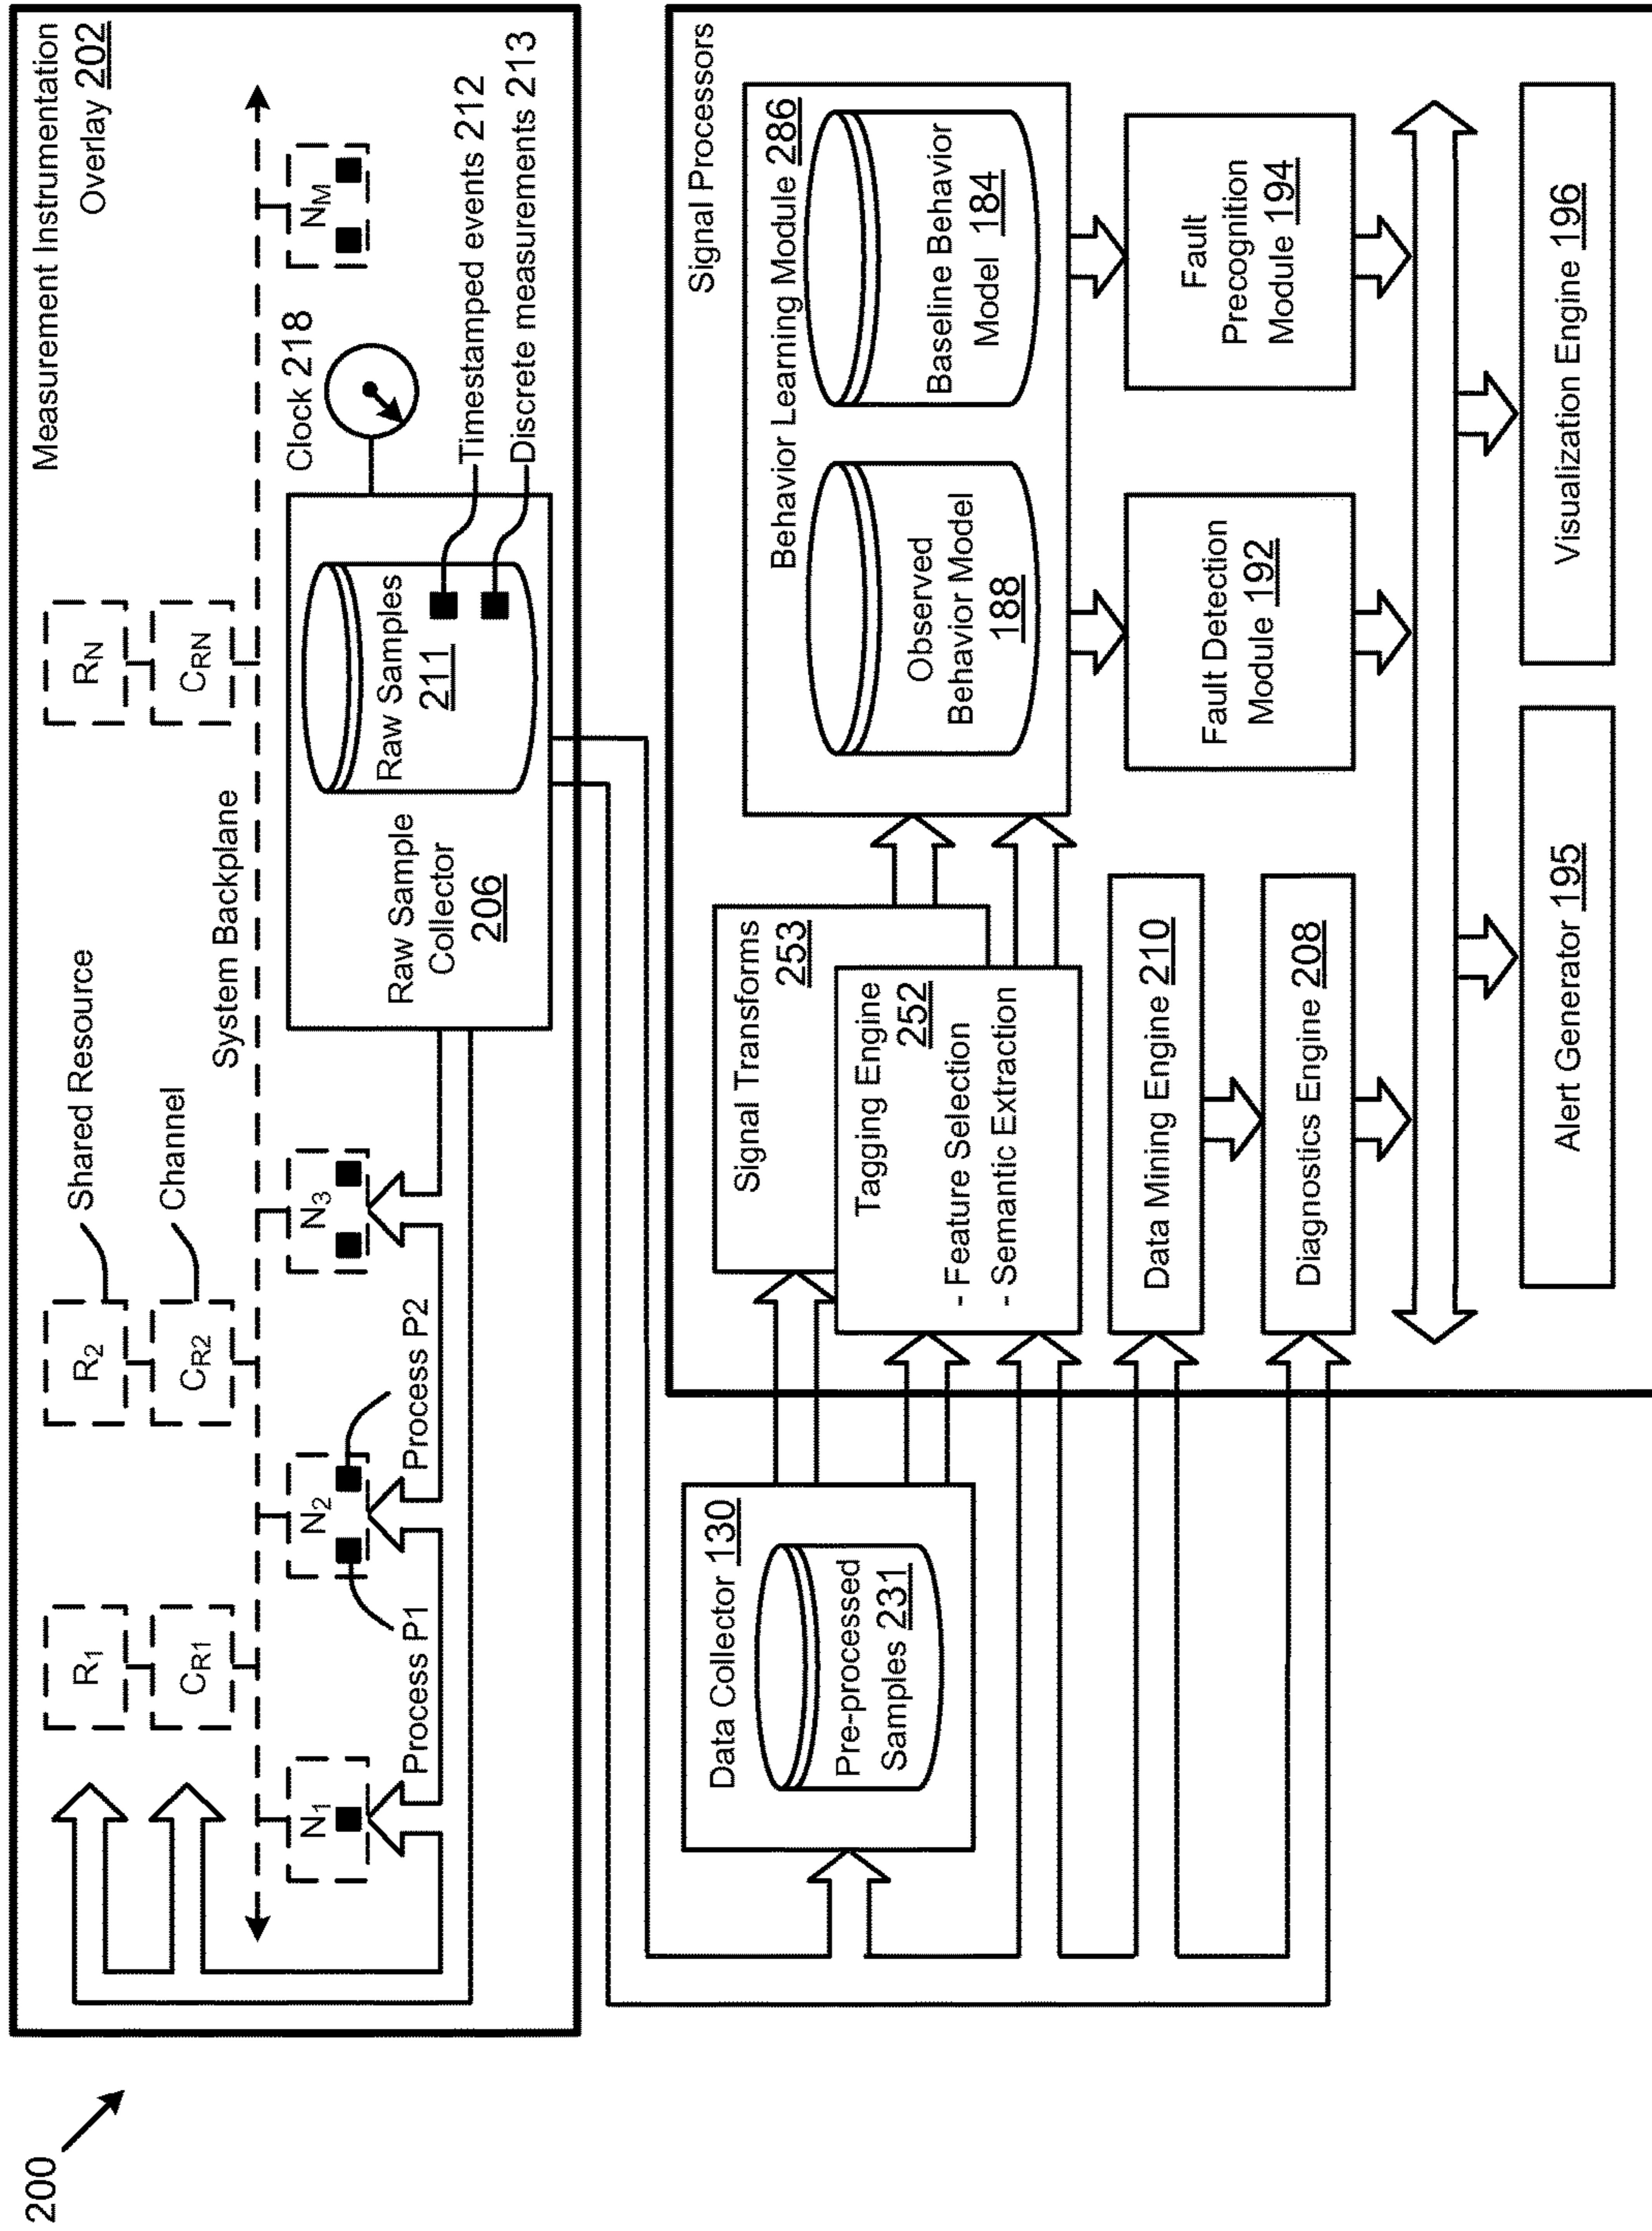 200
Measurement Instrumentation
Overlay 202
R1
CR1
R2
CR2
Shared Resource
Channel
RN
CRN
System Backplane
N1
N2
N3
NM
Process P1
Process P2
Raw Sample
Collector
206
Raw Samples
211
Clock 218
Timestamped events 212
Discrete measurements 213
Signal Processors
Data Collector 130
Pre-processed
Samples 231
Signal Transforms
253
Tagging Engine
252
- Feature Selection
- Semantic Extraction
Behavior Learning Module 286
Observed
Behavior Model
188
Baseline Behavior
Model 184
Data Mining Engine 210
Diagnostics Engine 208
Fault Detection
Module 192
Fault
Precognition
Module 194
Alert Generator 195
Visualization Engine 196